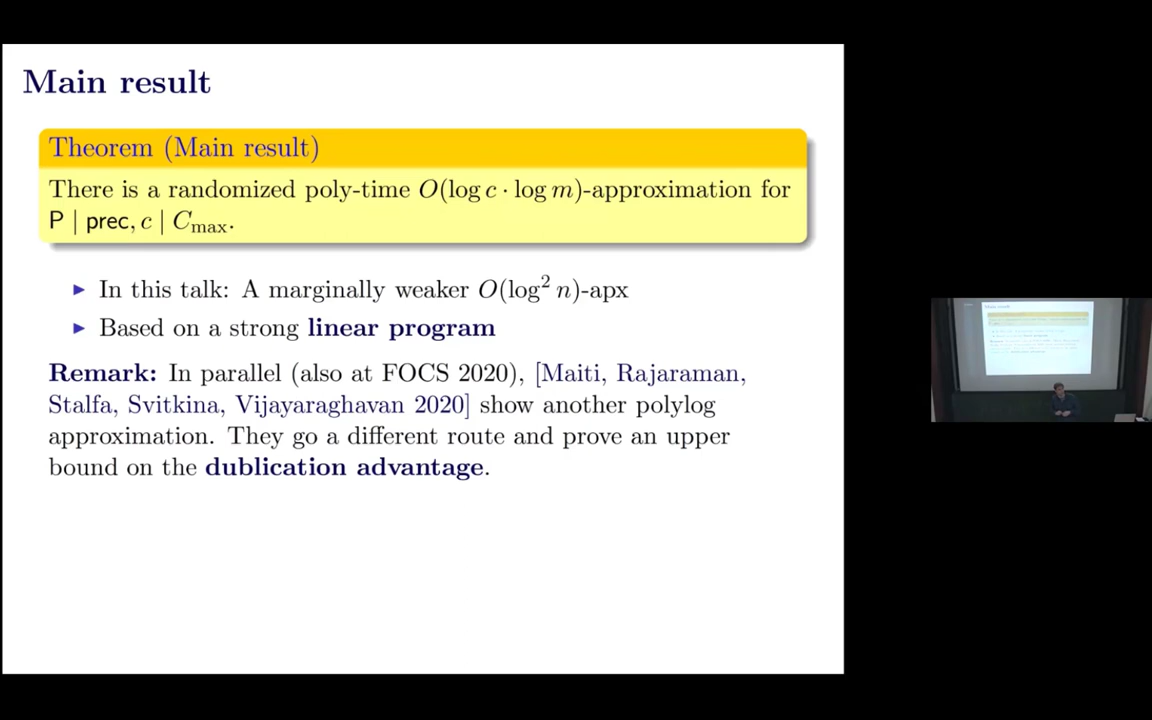 Main result
Theorem (Main result)
There is a randomized poly-time O(log c · log m)-approximation for
P | prec, c | Cmax.
▶ In this talk: A marginally weaker O(log² n)-apx
▶ Based on a strong linear program
Remark: In parallel (also at FOCS 2020), [Maiti, Rajaraman,
Stalfa, Svitkina, Vijayaraghavan 2020] show another polylog
approximation. They go a different route and prove an upper
bound on the dublication advantage.